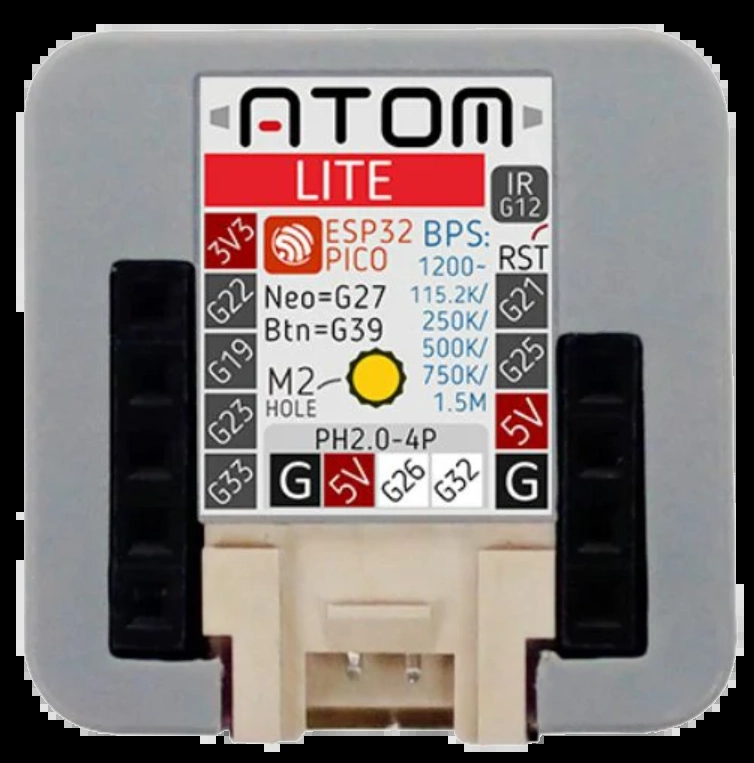 ATOM
LITE
IR
G12
3V3
ESP32
PICO
BPS:
1200~
115.2K/
250K/
500K/
750K/
1.5M
RST
G22
Neo=G27
G21
Btn=G39
G19
G25
M2
HOLE
G23
5V
PH2.0-4P
G33
G 5V G26 G32
G